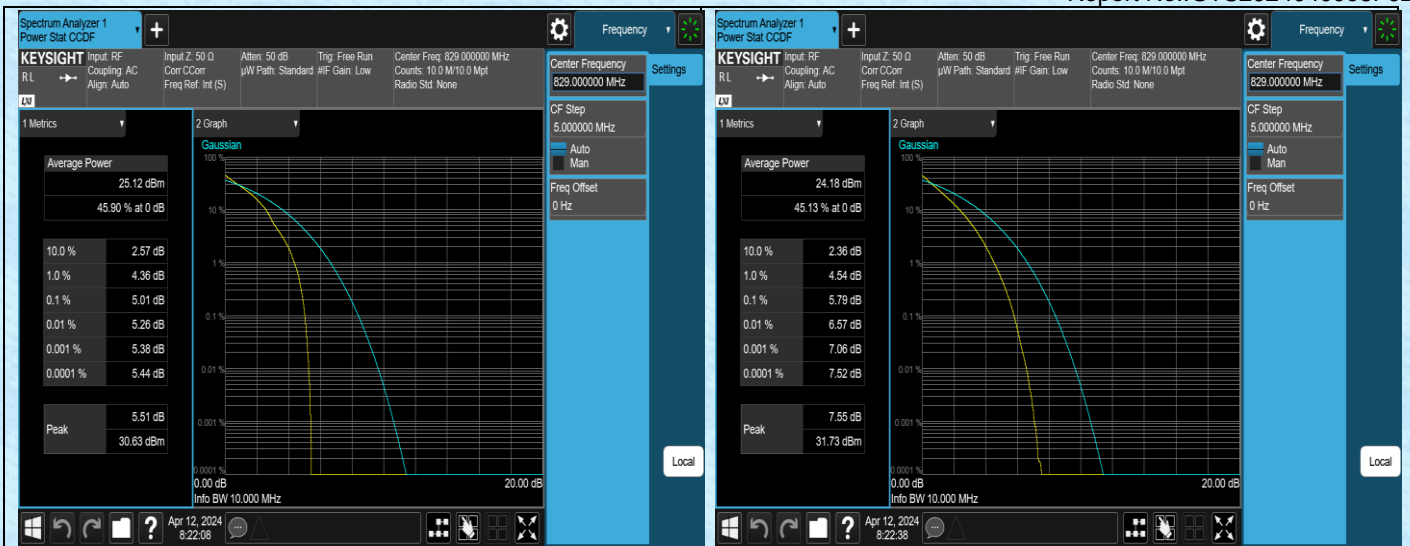 Spectrum Analyzer 1
Power Stat CCDF
Frequency
KEYSIGHT
R L
LXI
Input: RF
Coupling: AC
Align: Auto
Input Z: 50 Ω
Corr CCorr
Freq Ref: Int (S)
Atten: 50 dB
µW Path: Standard
Trig: Free Run
#IF Gain: Low
Center Freq: 829.000000 MHz
Counts: 10.0 M/10.0 Mpt
Radio Std: None
Center Frequency
829.000000 MHz
Settings
CF Step
5.000000 MHz
Auto
Man
Freq Offset
0 Hz
1 Metrics
Average Power
25.12 dBm
45.90 % at 0 dB
10.0 % 2.57 dB
1.0 % 4.36 dB
0.1 % 5.01 dB
0.01 % 5.26 dB
0.001 % 5.38 dB
0.0001 % 5.44 dB
Peak
5.51 dB
30.63 dBm
2 Graph
Gaussian
100 %
10 %
1 %
0.1 %
0.01 %
0.001 %
0.0001 %
0.00 dB 20.00 dB
Info BW 10.000 MHz
Local
?
Apr 12, 2024
8:22:08
Spectrum Analyzer 1
Power Stat CCDF
Frequency
KEYSIGHT
R L
LXI
Input: RF
Coupling: AC
Align: Auto
Input Z: 50 Ω
Corr CCorr
Freq Ref: Int (S)
Atten: 50 dB
µW Path: Standard
Trig: Free Run
#IF Gain: Low
Center Freq: 829.000000 MHz
Counts: 10.0 M/10.0 Mpt
Radio Std: None
Center Frequency
829.000000 MHz
Settings
CF Step
5.000000 MHz
Auto
Man
Freq Offset
0 Hz
1 Metrics
Average Power
24.18 dBm
45.13 % at 0 dB
10.0 % 2.36 dB
1.0 % 4.54 dB
0.1 % 5.79 dB
0.01 % 6.57 dB
0.001 % 7.06 dB
0.0001 % 7.52 dB
Peak
7.55 dB
31.73 dBm
2 Graph
Gaussian
100 %
10 %
1 %
0.1 %
0.01 %
0.001 %
0.0001 %
0.00 dB 20.00 dB
Info BW 10.000 MHz
Local
?
Apr 12, 2024
8:22:38